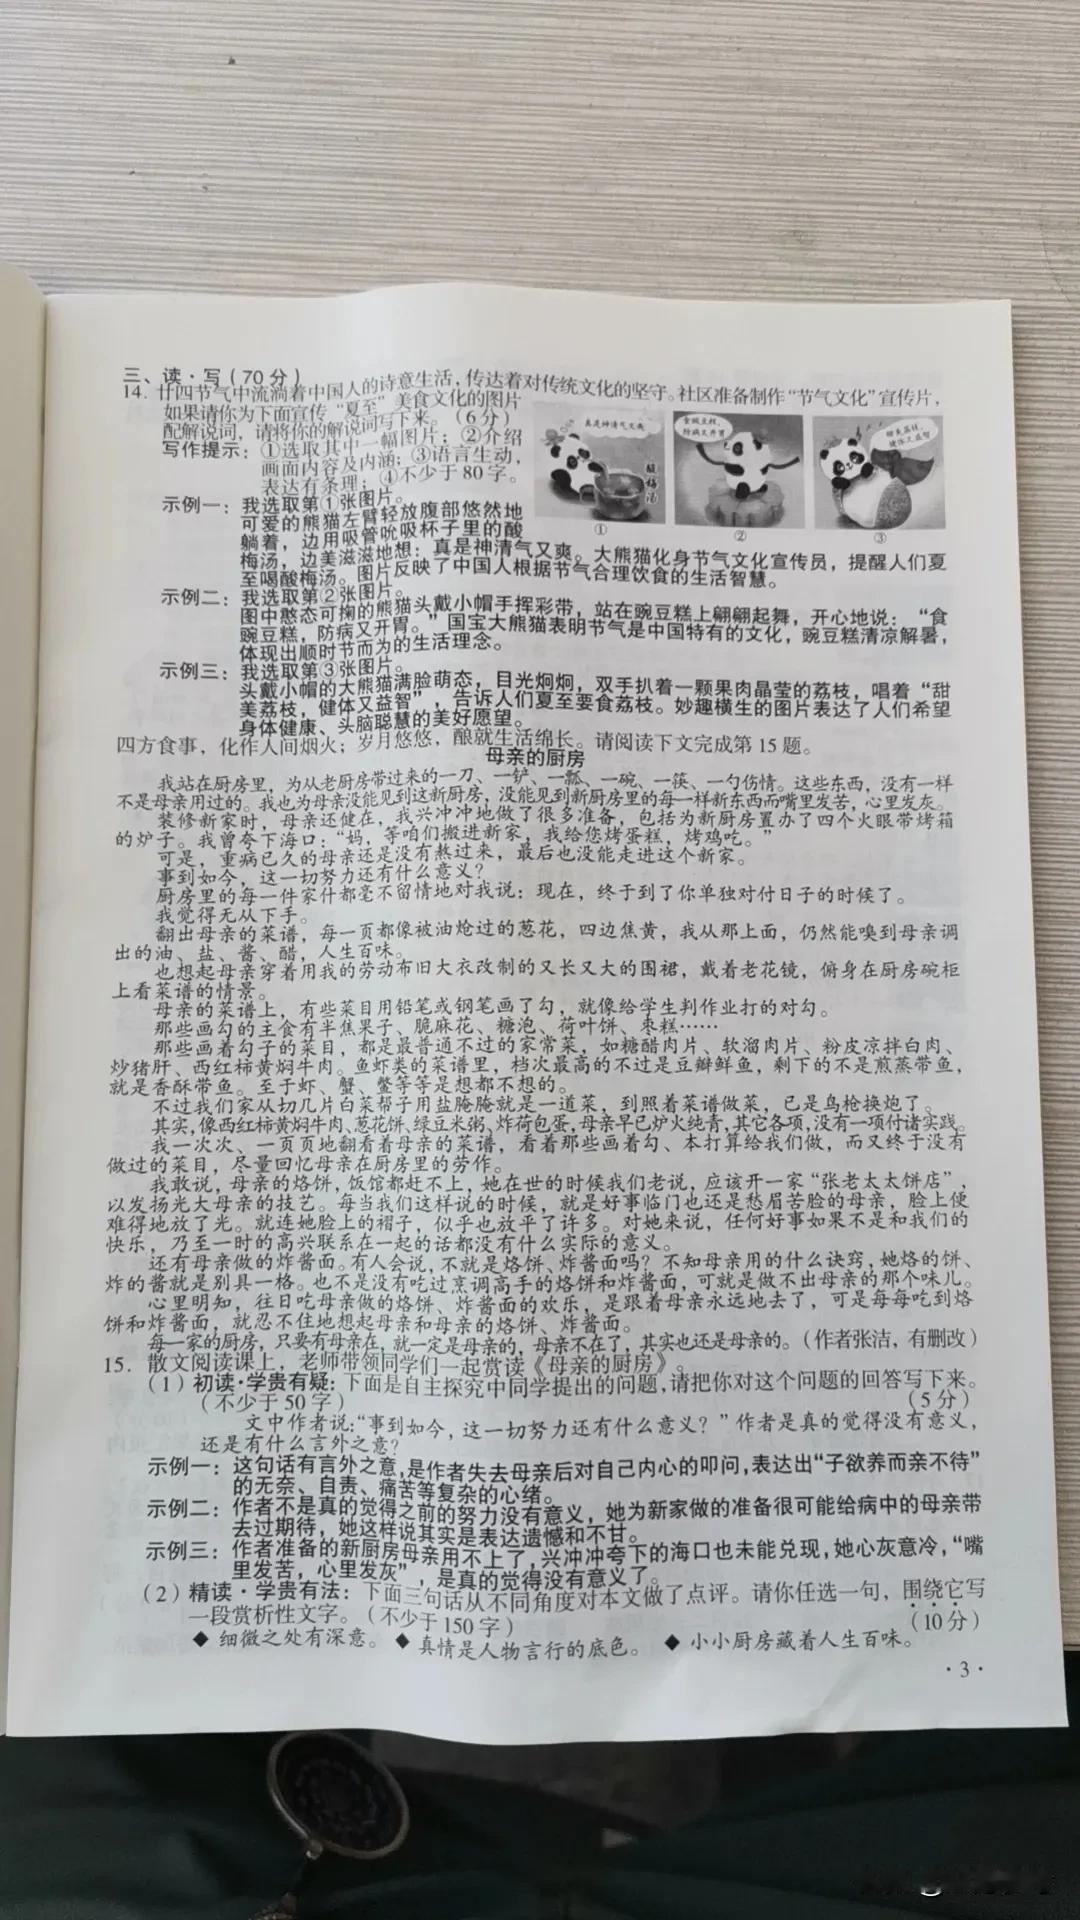 三、读·写(70分)
14. 廿四节气中流淌着中国人的诗意生活,传达着对传统文化的坚守。社区准备制作“节气文化”宣传片,
如果请你为下面宣传“夏至”美食文化的图片
配解说词,请将你的解说词写下来。(6分)
写作提示:①选取其中一幅图片;②介绍
画面内容及内涵;③语言生动,
表达有条理;④不少于80字。
真是神清气又爽
酸梅汤
食豌豆糕,
防病又开胃
甜美荔枝,
健体又益智
① ② ③
示例一:我选取第①张图片。
可爱的熊猫左臂轻放腹部悠然地
躺着,边用吸管吮吸杯子里的酸
梅汤,边美滋滋地想:真是神清气又爽。大熊猫化身节气文化宣传员,提醒人们夏
至喝酸梅汤。图片反映了中国人根据节气合理饮食的生活智慧。
示例二:我选取第②张图片。
图中憨态可掬的熊猫头戴小帽手挥彩带,站在豌豆糕上翩翩起舞,开心地说:“食
豌豆糕,防病又开胃。”国宝大熊猫表明节气是中国特有的文化,豌豆糕清凉解暑,
体现出顺时节而为的生活理念。
示例三:我选取第③张图片。
头戴小帽的大熊猫满脸萌态,目光炯炯,双手扒着一颗果肉晶莹的荔枝,唱着“甜
美荔枝,健体又益智”,告诉人们夏至要食荔枝。妙趣横生的图片表达了人们希望
身体健康、头脑聪慧的美好愿望。
四方食事,化作人间烟火;岁月悠悠,酿就生活绵长。请阅读下文完成第15题。
母亲的厨房
我站在厨房里,为从老厨房带过来的一刀、一铲、一瓢、一碗、一筷、一勺伤情。这些东西,没有一样
不是母亲用过的。我也为母亲没能见到这新厨房,没能见到新厨房里的每一样新东西而嘴里发苦,心里发灰。
装修新家时,母亲还健在,我兴冲冲地做了很多准备,包括为新厨房置办了四个火眼带烤箱
的炉子。我曾夸下海口:“妈,等咱们搬进新家,我给您烤蛋糕,烤鸡吃。”
可是,重病已久的母亲还是没有熬过来,最后也没能走进这个新家。
事到如今,这一切努力还有什么意义?
厨房里的每一件家什都毫不留情地对我说:现在,终于到了你单独对付日子的时候了。
我觉得无从下手。
翻出母亲的菜谱,每一页都像被油炝过的葱花,四边焦黄,我从那上面,仍然能嗅到母亲调
出的油、盐、酱、醋,人生百味。
也想起母亲穿着用我的劳动布旧大衣改制的又长又大的围裙,戴着老花镜,俯身在厨房碗柜
上看菜谱的情景。
母亲的菜谱上,有些菜目用铅笔或钢笔画了勾,就像给学生判作业打的对勾。
那些画勾的主食有半焦果子、脆麻花、糖泡、荷叶饼、枣糕……
那些画着勾子的菜目,都是最普通不过的家常菜,如糖醋肉片、软溜肉片、粉皮凉拌白肉、
炒猪肝、西红柿黄焖牛肉。鱼虾类的菜谱里,档次最高的不过是豆瓣鲜鱼,剩下的不是煎蒸带鱼,
就是香酥带鱼。至于虾、蟹、鳖等等是想都不想的。
不过我们家从切几片白菜帮子用盐腌腌就是一道菜,到照着菜谱做菜,已是鸟枪换炮了。
其实,像西红柿黄焖牛肉、葱花饼、绿豆米粥、炸荷包蛋,母亲早已炉火纯青,其它各项,没有一项付诸实践。
我一次次、一页页地翻看着母亲的菜谱,看着那些画着勾、本打算给我们做,而又终于没有
做过的菜目,尽量回忆母亲在厨房里的劳作。
我敢说,母亲的烙饼,饭馆都赶不上,她在世的时候我们老说,应该开一家“张老太太饼店”,
以发扬光大母亲的技艺。每当我们这样说的时候,就是好事临门也还是愁眉苦脸的母亲,脸上便
难得地放了光。就连她脸上的褶子,似乎也放平了许多。对她来说,任何好事如果不是和我们的
快乐,乃至一时的高兴联系在一起的话都没有什么实际的意义。
还有母亲做的炸酱面。有人会说,不就是烙饼、炸酱面吗?不知母亲用的什么诀窍,她烙的饼、
炸的酱就是别具一格。也不是没有吃过烹调高手的烙饼和炸酱面,可就是做不出母亲的那个味儿。
心里明知,往日吃母亲做的烙饼、炸酱面的欢乐,是跟着母亲永远地去了,可是每每吃到烙
饼和炸酱面,就忍不住地想起母亲和母亲的烙饼、炸酱面。
每一家的厨房,只要有母亲在,就一定是母亲的,母亲不在了,其实也还是母亲的。(作者张洁,有删改)
15. 散文阅读课上,老师带领同学们一起赏读《母亲的厨房》。
(1)初读·学贵有疑:下面是自主探究中同学提出的问题,请把你对这个问题的回答写下来。
(不少于50字) (5分)
文中作者说:“事到如今,这一切努力还有什么意义?”作者是真的觉得没有意义,
还是有什么言外之意?
示例一:这句话有言外之意,是作者失去母亲后对自己内心的叩问,表达出“子欲养而亲不待”
的无奈、自责、痛苦等复杂的心绪。
示例二:作者不是真的觉得之前的努力没有意义,她为新家做的准备很可能给病中的母亲带
去过期待,她这样说其实是表达遗憾和不甘。
示例三:作者准备的新厨房母亲用不上了,兴冲冲夸下的海口也未能兑现,她心灰意冷,“嘴
里发苦,心里发灰”,是真的觉得没有意义了。
(2)精读·学贵有法:下面三句话从不同角度对本文做了点评。请你任选一句,围绕它写
一段赏析性文字。(不少于150字) (10分)
◆ 细微之处有深意。 ◆ 真情是人物言行的底色。 ◆ 小小厨房藏着人生百味。
·3·